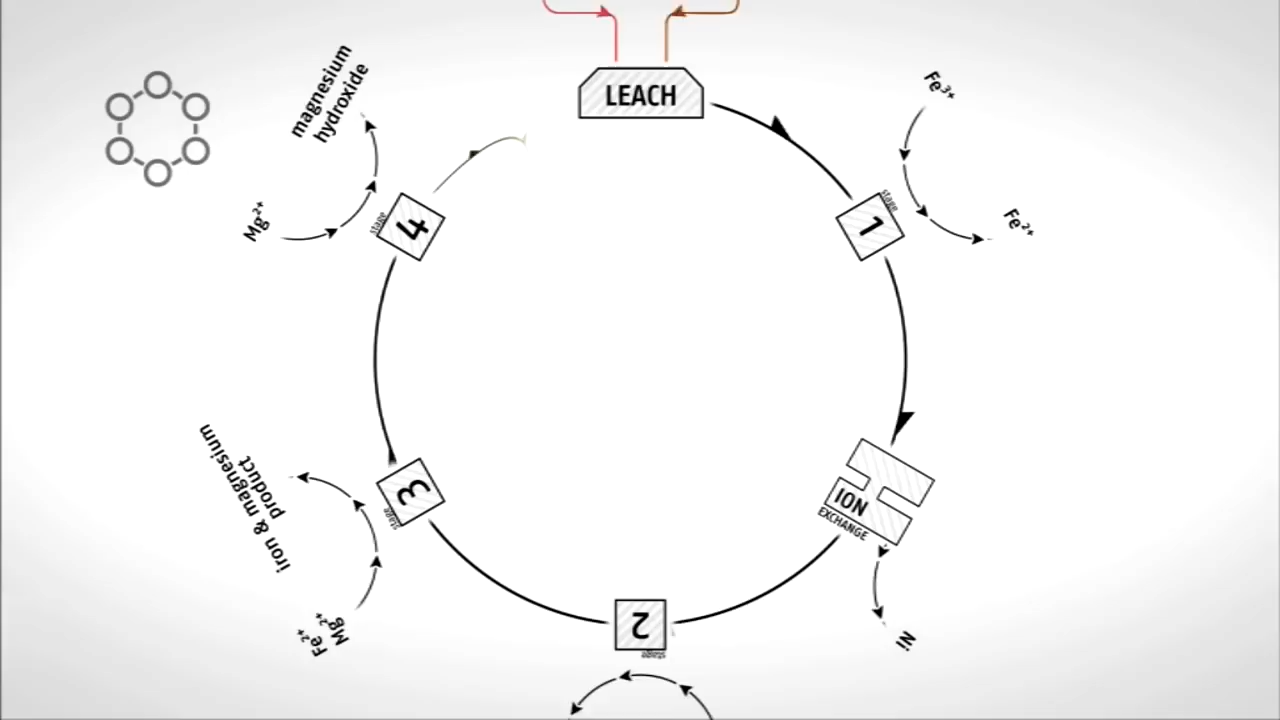 LEACH
Fe³⁺
stage
1
Fe²⁺
ION
EXCHANGE
Ni
2
stage
Fe²⁺
Mg²⁺
stage
3
iron & magnesium
product
Mg²⁺
stage
4
magnesium
hydroxide